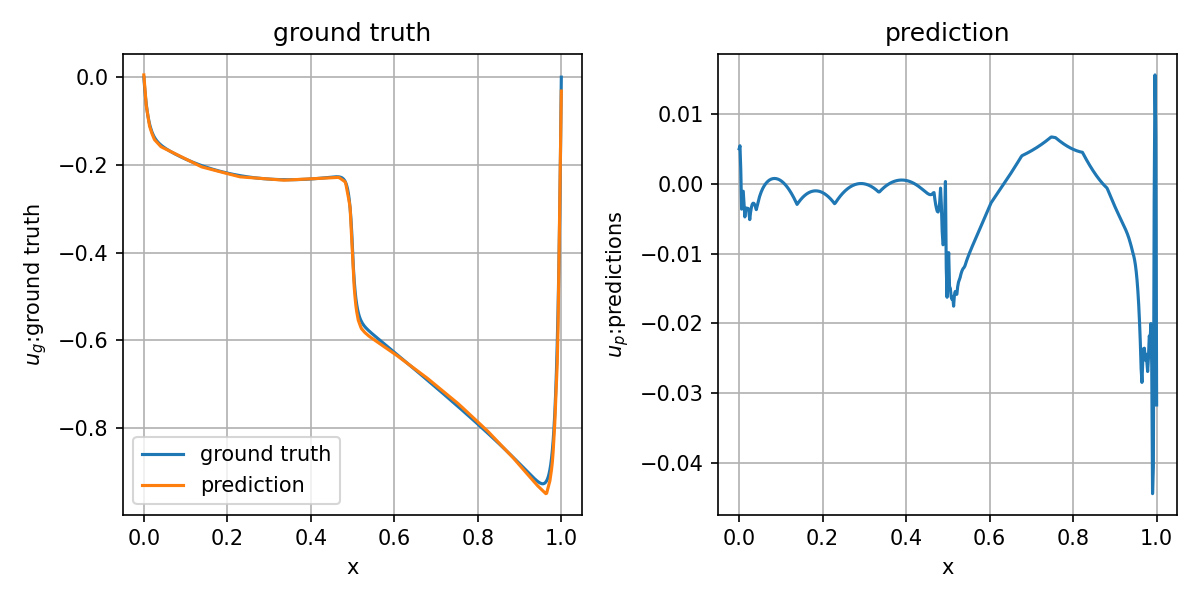 ground truth
u_g:ground truth
0.0
−0.2
−0.4
−0.6
−0.8
ground truth
prediction
0.0 0.2 0.4 0.6 0.8 1.0
x
prediction
u_p:predictions
0.01
0.00
−0.01
−0.02
−0.03
−0.04
0.0 0.2 0.4 0.6 0.8 1.0
x